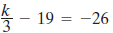 k/3 − 19 = −26